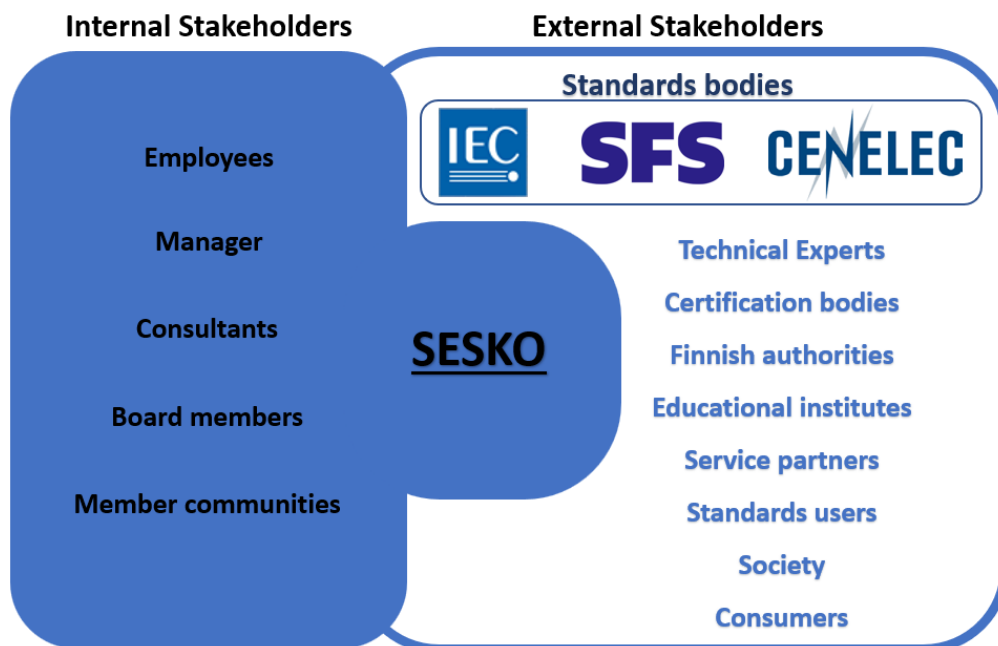 Internal Stakeholders
External Stakeholders
Standards bodies
IEC
SFS
CENELEC
Employees
Manager
Consultants
Board members
Member communities
SESKO
Technical Experts
Certification bodies
Finnish authorities
Educational institutes
Service partners
Standards users
Society
Consumers